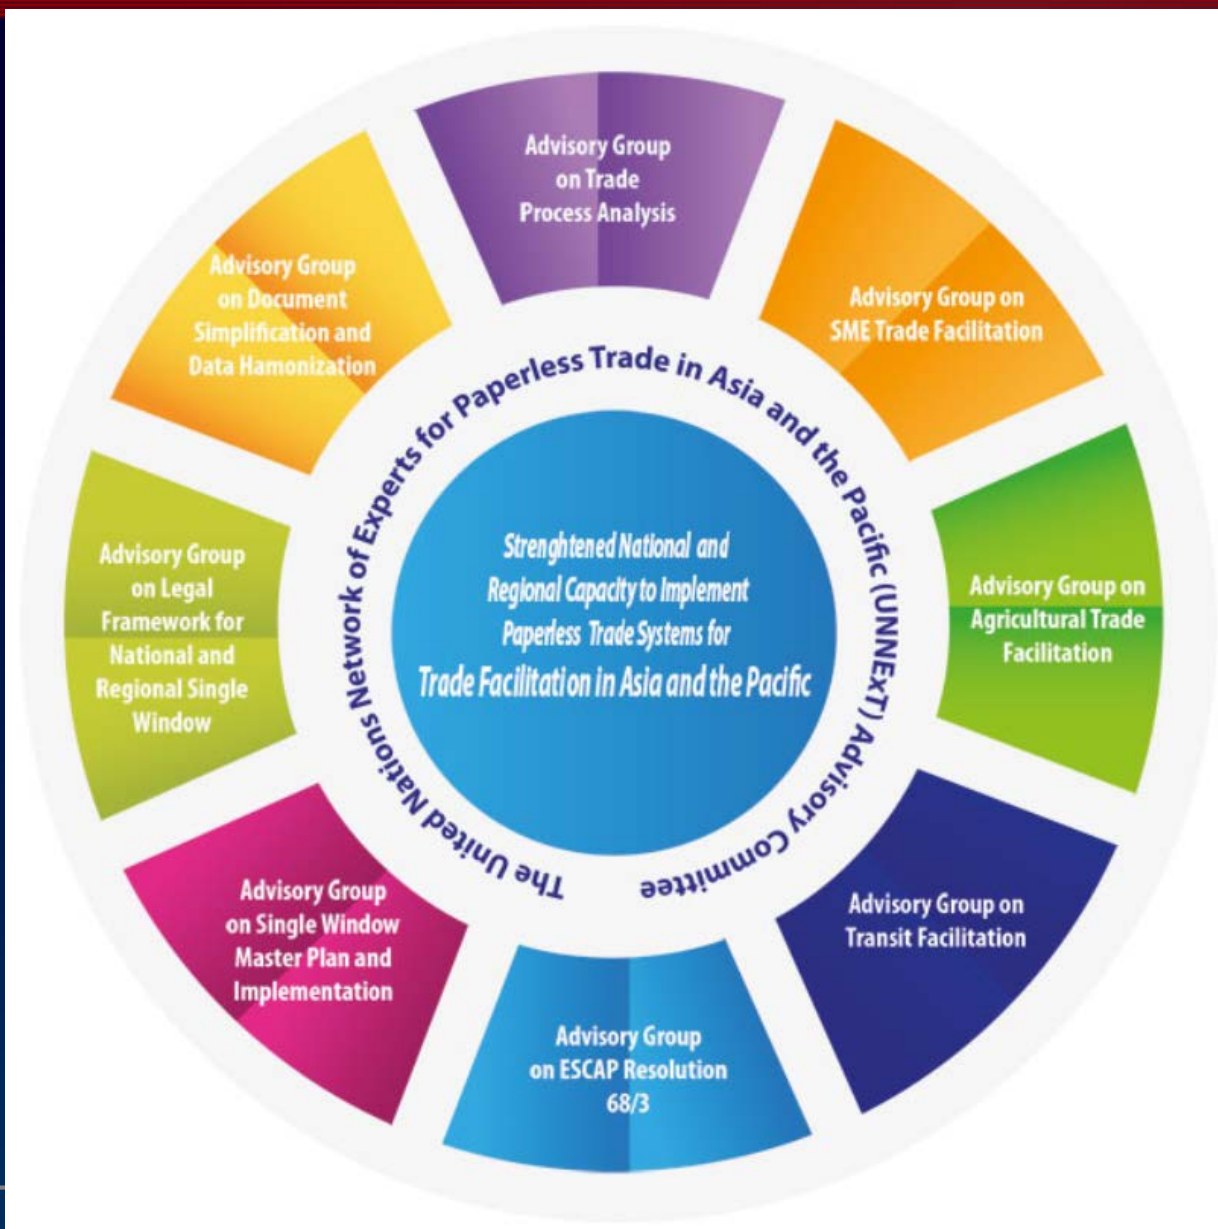 Advisory Group
on Trade
Process Analysis
Advisory Group on
SME Trade Facilitation
Advisory Group on
Agricultural Trade
Facilitation
Advisory Group on
Transit Facilitation
Advisory Group
on ESCAP Resolution
68/3
Advisory Group
on Single Window
Master Plan and
Implementation
Advisory Group
on Legal
Framework for
National and
Regional Single
Window
Advisory Group
on Document
Simplification and
Data Hamonization
The United Nations Network of Experts for Paperless Trade in Asia and the Pacific (UNNExT) Advisory Committee
Strenghtened National and
Regional Capacity to Implement
Paperless Trade Systems for
Trade Facilitation in Asia and the Pacific